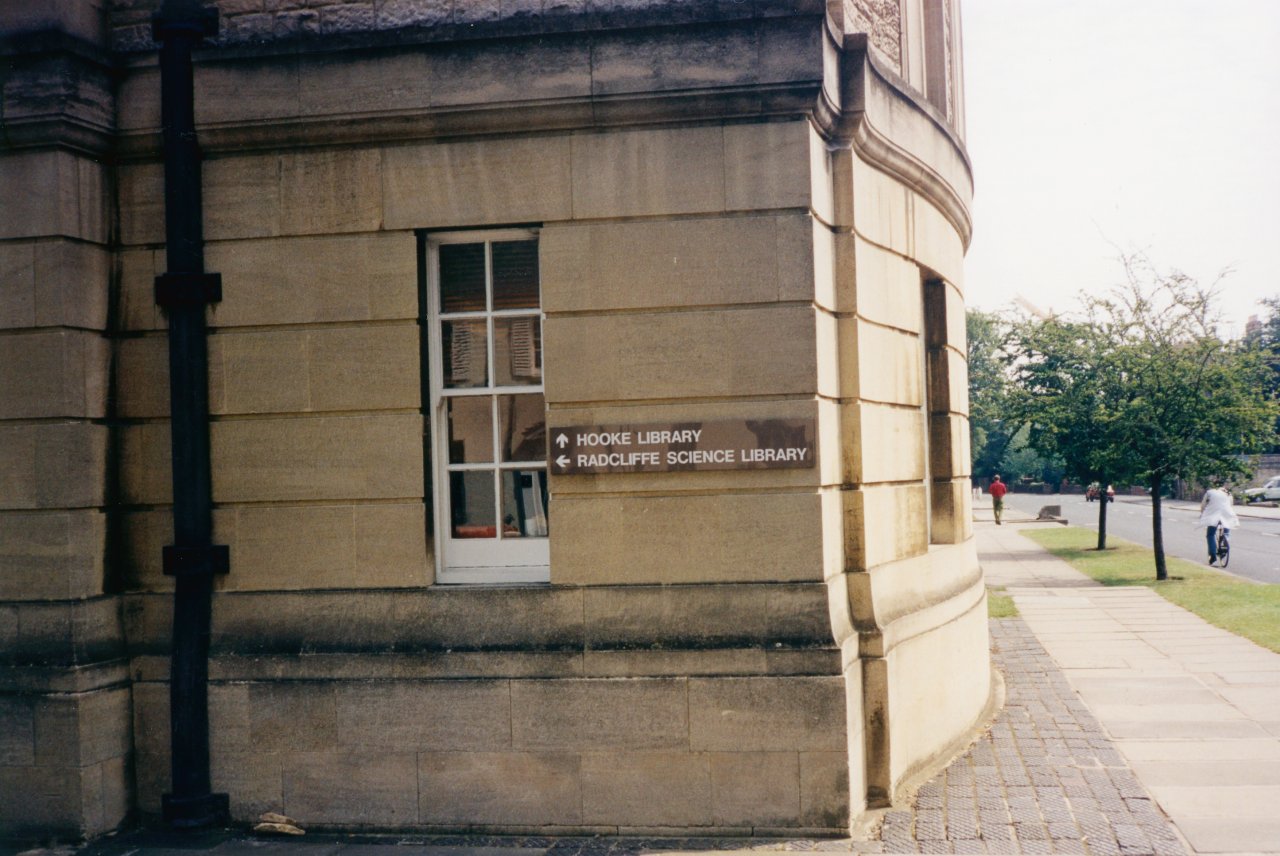 ↑ HOOKE LIBRARY
← RADCLIFFE SCIENCE LIBRARY